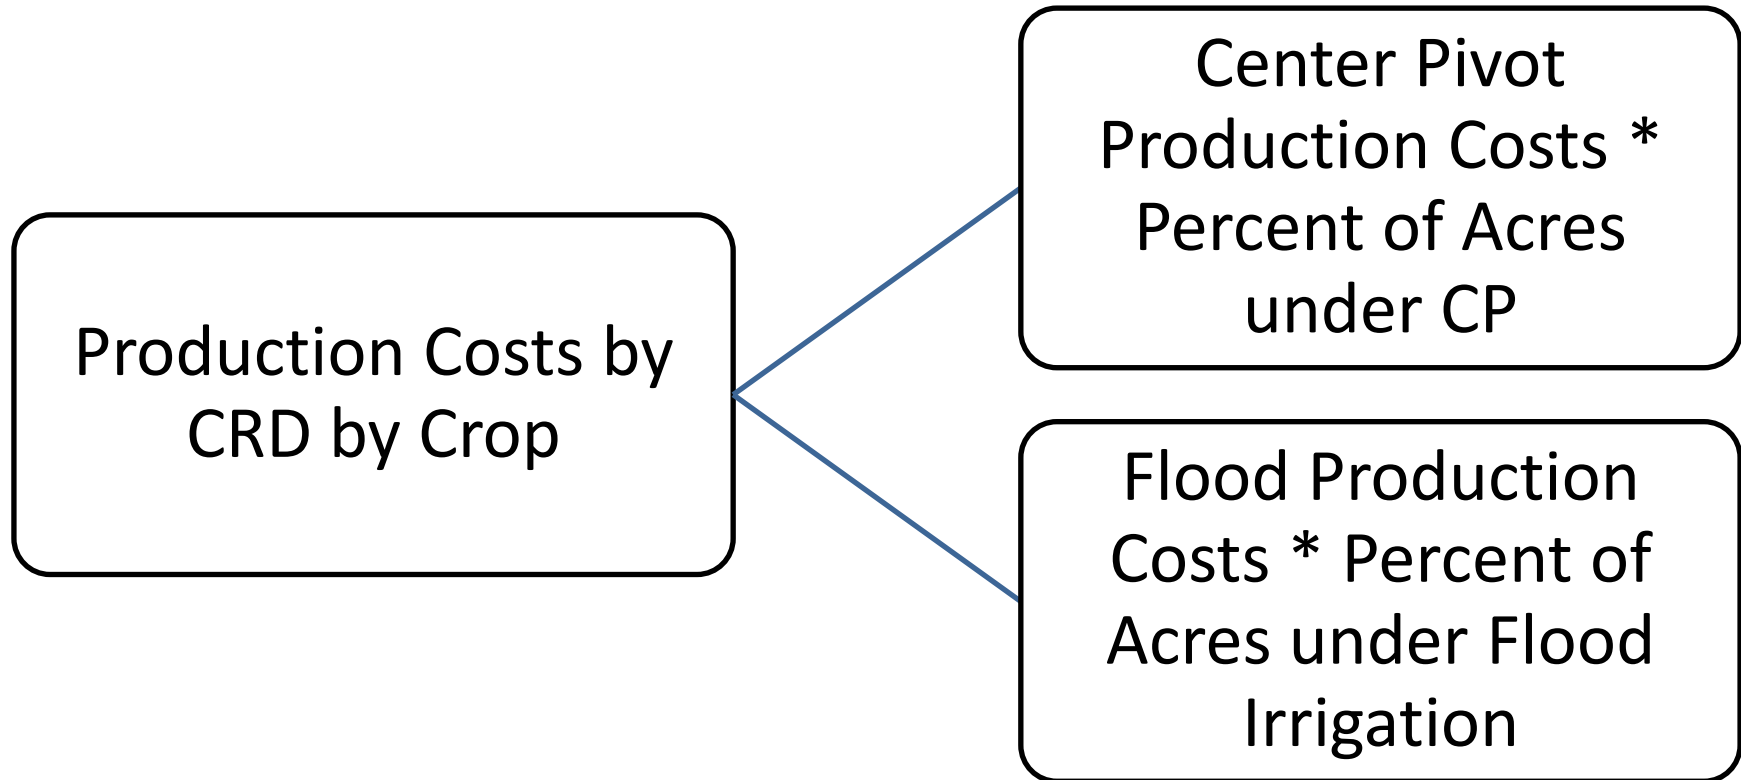 Production Costs by
CRD by Crop
Center Pivot
Production Costs *
Percent of Acres
under CP
Flood Production
Costs * Percent of
Acres under Flood
Irrigation